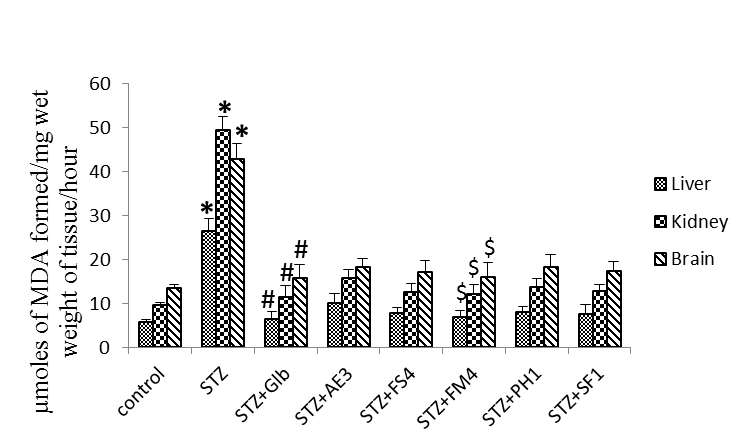 µmoles of MDA formed/mg wet
weight of tissue/hour
60
50
40
30
20
10
0
*
*
*
#
#
#
$
$
$
control
STZ
STZ+Glb
STZ+AE3
STZ+FS4
STZ+FM4
STZ+PH1
STZ+SF1
Liver
Kidney
Brain